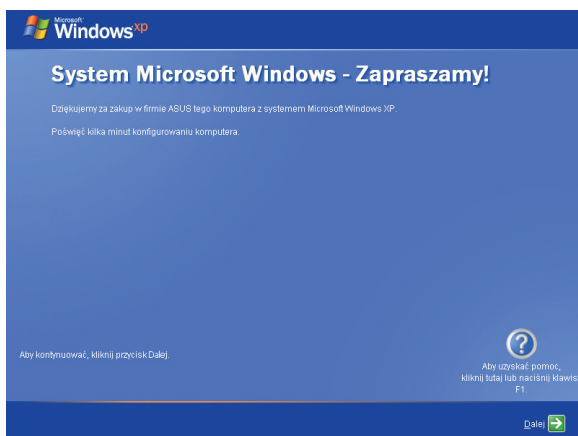 Microsoft
Windows xp
System Microsoft Windows - Zapraszamy!
Dziękujemy za zakup w firmie ASUS tego komputera z systemem Microsoft Windows XP.
Poświęć kilka minut konfigurowaniu komputera.
Aby kontynuować, kliknij przycisk Dalej.
Aby uzyskać pomoc,
kliknij tutaj lub naciśnij klawis
F1.
Dalej